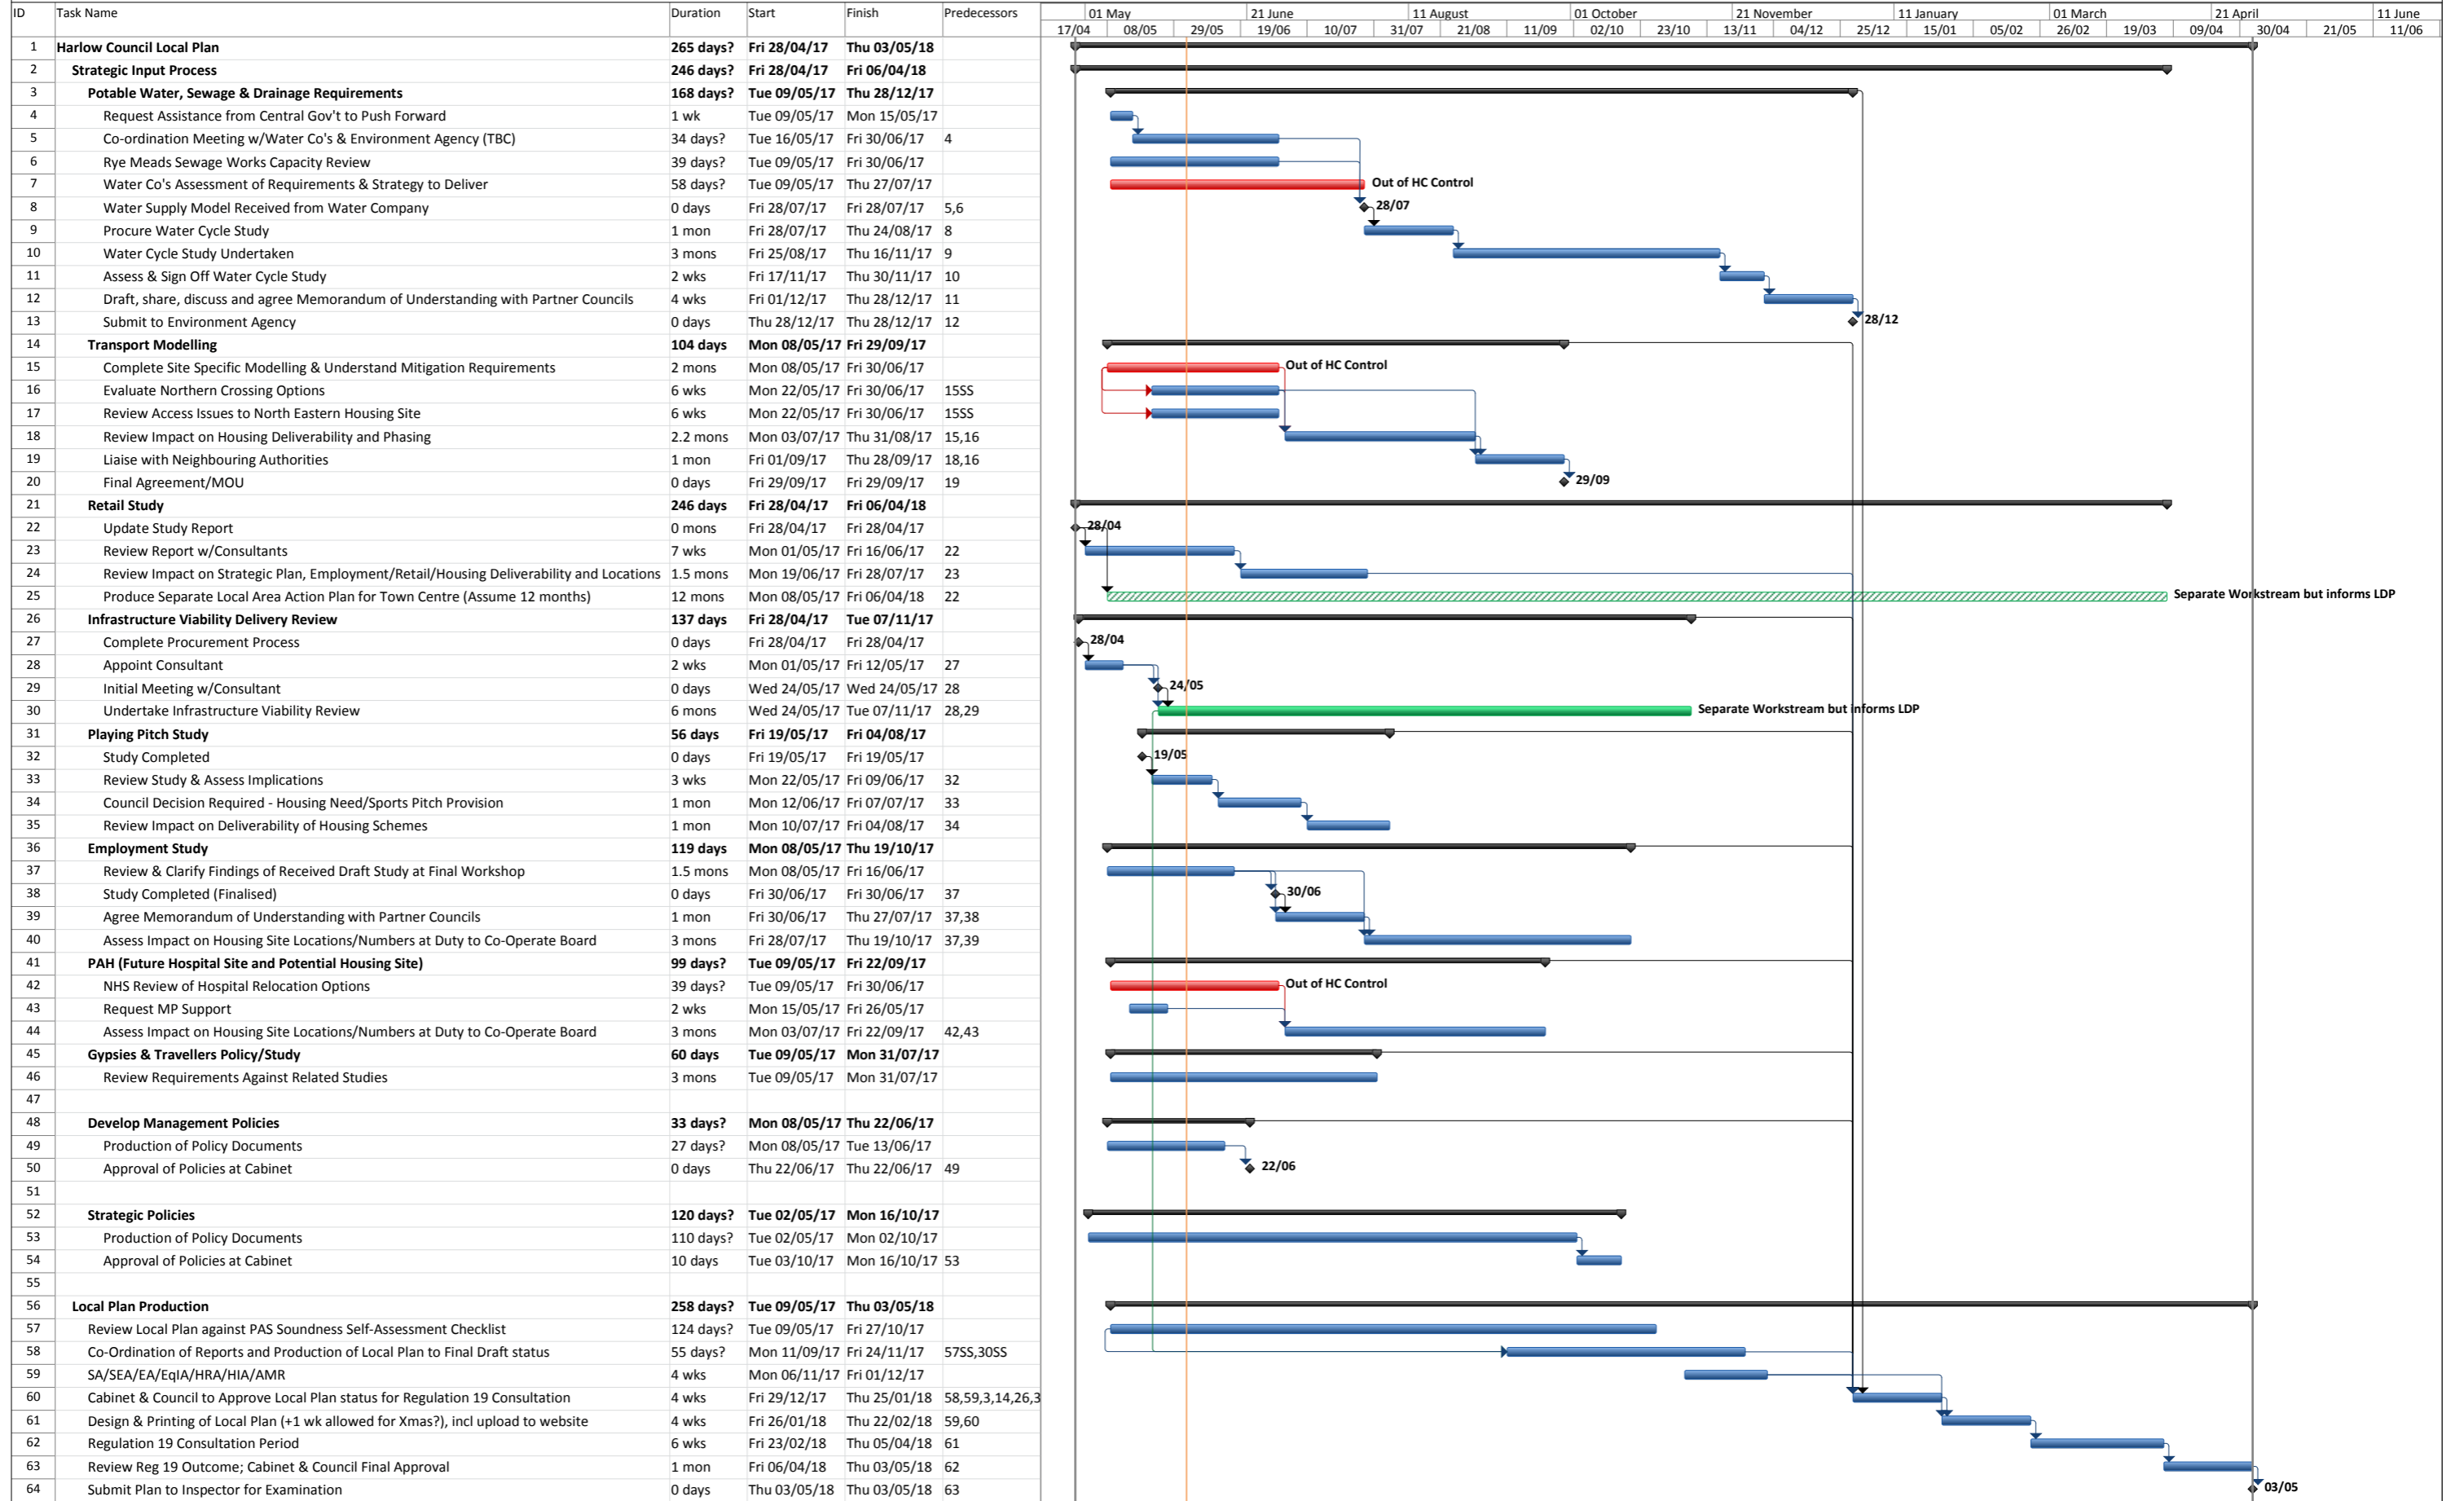 ID Task Name Duration Start Finish Predecessors 01 May 21 June 11 August 01 October 21 November 11 January 01 March 21 April 11 June
17/04 08/05 29/05 19/06 10/07 31/07 21/08 11/09 02/10 23/10 13/11 04/12 25/12 15/01 05/02 26/02 19/03 09/04 30/04 21/05 11/06
1 Harlow Council Local Plan 265 days? Fri 28/04/17 Thu 03/05/18
2 Strategic Input Process 246 days? Fri 28/04/17 Fri 06/04/18
3 Potable Water, Sewage & Drainage Requirements 168 days? Tue 09/05/17 Thu 28/12/17
4 Request Assistance from Central Gov't to Push Forward 1 wk Tue 09/05/17 Mon 15/05/17
5 Co-ordination Meeting w/Water Co's & Environment Agency (TBC) 34 days? Tue 16/05/17 Fri 30/06/17 4
6 Rye Meads Sewage Works Capacity Review 39 days? Tue 09/05/17 Fri 30/06/17
7 Water Co's Assessment of Requirements & Strategy to Deliver 58 days? Tue 09/05/17 Thu 27/07/17 Out of HC Control
8 Water Supply Model Received from Water Company 0 days Fri 28/07/17 Fri 28/07/17 5,6 28/07
9 Procure Water Cycle Study 1 mon Fri 28/07/17 Thu 24/08/17 8
10 Water Cycle Study Undertaken 3 mons Fri 25/08/17 Thu 16/11/17 9
11 Assess & Sign Off Water Cycle Study 2 wks Fri 17/11/17 Thu 30/11/17 10
12 Draft, share, discuss and agree Memorandum of Understanding with Partner Councils 4 wks Fri 01/12/17 Thu 28/12/17 11
13 Submit to Environment Agency 0 days Thu 28/12/17 Thu 28/12/17 12 28/12
14 Transport Modelling 104 days Mon 08/05/17 Fri 29/09/17
15 Complete Site Specific Modelling & Understand Mitigation Requirements 2 mons Mon 08/05/17 Fri 30/06/17 Out of HC Control
16 Evaluate Northern Crossing Options 6 wks Mon 22/05/17 Fri 30/06/17 15SS
17 Review Access Issues to North Eastern Housing Site 6 wks Mon 22/05/17 Fri 30/06/17 15SS
18 Review Impact on Housing Deliverability and Phasing 2.2 mons Mon 03/07/17 Thu 31/08/17 15,16
19 Liaise with Neighbouring Authorities 1 mon Fri 01/09/17 Thu 28/09/17 18,16
20 Final Agreement/MOU 0 days Fri 29/09/17 Fri 29/09/17 19 29/09
21 Retail Study 246 days Fri 28/04/17 Fri 06/04/18
22 Update Study Report 0 mons Fri 28/04/17 Fri 28/04/17 28/04
23 Review Report w/Consultants 7 wks Mon 01/05/17 Fri 16/06/17 22
24 Review Impact on Strategic Plan, Employment/Retail/Housing Deliverability and Locations 1.5 mons Mon 19/06/17 Fri 28/07/17 23
25 Produce Separate Local Area Action Plan for Town Centre (Assume 12 months) 12 mons Mon 08/05/17 Fri 06/04/18 22 Separate Workstream but informs LDP
26 Infrastructure Viability Delivery Review 137 days Fri 28/04/17 Tue 07/11/17
27 Complete Procurement Process 0 days Fri 28/04/17 Fri 28/04/17 28/04
28 Appoint Consultant 2 wks Mon 01/05/17 Fri 12/05/17 27
29 Initial Meeting w/Consultant 0 days Wed 24/05/17 Wed 24/05/17 28 24/05
30 Undertake Infrastructure Viability Review 6 mons Wed 24/05/17 Tue 07/11/17 28,29 Separate Workstream but informs LDP
31 Playing Pitch Study 56 days Fri 19/05/17 Fri 04/08/17
32 Study Completed 0 days Fri 19/05/17 Fri 19/05/17 19/05
33 Review Study & Assess Implications 3 wks Mon 22/05/17 Fri 09/06/17 32
34 Council Decision Required - Housing Need/Sports Pitch Provision 1 mon Mon 12/06/17 Fri 07/07/17 33
35 Review Impact on Deliverability of Housing Schemes 1 mon Mon 10/07/17 Fri 04/08/17 34
36 Employment Study 119 days Mon 08/05/17 Thu 19/10/17
37 Review & Clarify Findings of Received Draft Study at Final Workshop 1.5 mons Mon 08/05/17 Fri 16/06/17
38 Study Completed (Finalised) 0 days Fri 30/06/17 Fri 30/06/17 37 30/06
39 Agree Memorandum of Understanding with Partner Councils 1 mon Fri 30/06/17 Thu 27/07/17 37,38
40 Assess Impact on Housing Site Locations/Numbers at Duty to Co-Operate Board 3 mons Fri 28/07/17 Thu 19/10/17 37,39
41 PAH (Future Hospital Site and Potential Housing Site) 99 days? Tue 09/05/17 Fri 22/09/17
42 NHS Review of Hospital Relocation Options 39 days? Tue 09/05/17 Fri 30/06/17 Out of HC Control
43 Request MP Support 2 wks Mon 15/05/17 Fri 26/05/17
44 Assess Impact on Housing Site Locations/Numbers at Duty to Co-Operate Board 3 mons Mon 03/07/17 Fri 22/09/17 42,43
45 Gypsies & Travellers Policy/Study 60 days Tue 09/05/17 Mon 31/07/17
46 Review Requirements Against Related Studies 3 mons Tue 09/05/17 Mon 31/07/17
47
48 Develop Management Policies 33 days? Mon 08/05/17 Thu 22/06/17
49 Production of Policy Documents 27 days? Mon 08/05/17 Tue 13/06/17
50 Approval of Policies at Cabinet 0 days Thu 22/06/17 Thu 22/06/17 49 22/06
51
52 Strategic Policies 120 days? Tue 02/05/17 Mon 16/10/17
53 Production of Policy Documents 110 days? Tue 02/05/17 Mon 02/10/17
54 Approval of Policies at Cabinet 10 days Tue 03/10/17 Mon 16/10/17 53
55
56 Local Plan Production 258 days? Tue 09/05/17 Thu 03/05/18
57 Review Local Plan against PAS Soundness Self-Assessment Checklist 124 days? Tue 09/05/17 Fri 27/10/17
58 Co-Ordination of Reports and Production of Local Plan to Final Draft status 55 days? Mon 11/09/17 Fri 24/11/17 57SS,30SS
59 SA/SEA/EA/EqIA/HRA/HIA/AMR 4 wks Mon 06/11/17 Fri 01/12/17
60 Cabinet & Council to Approve Local Plan status for Regulation 19 Consultation 4 wks Fri 29/12/17 Thu 25/01/18 58,59,3,14,26,3
61 Design & Printing of Local Plan (+1 wk allowed for Xmas?), incl upload to website 4 wks Fri 26/01/18 Thu 22/02/18 59,60
62 Regulation 19 Consultation Period 6 wks Fri 23/02/18 Thu 05/04/18 61
63 Review Reg 19 Outcome; Cabinet & Council Final Approval 1 mon Fri 06/04/18 Thu 03/05/18 62
64 Submit Plan to Inspector for Examination 0 days Thu 03/05/18 Thu 03/05/18 63 03/05